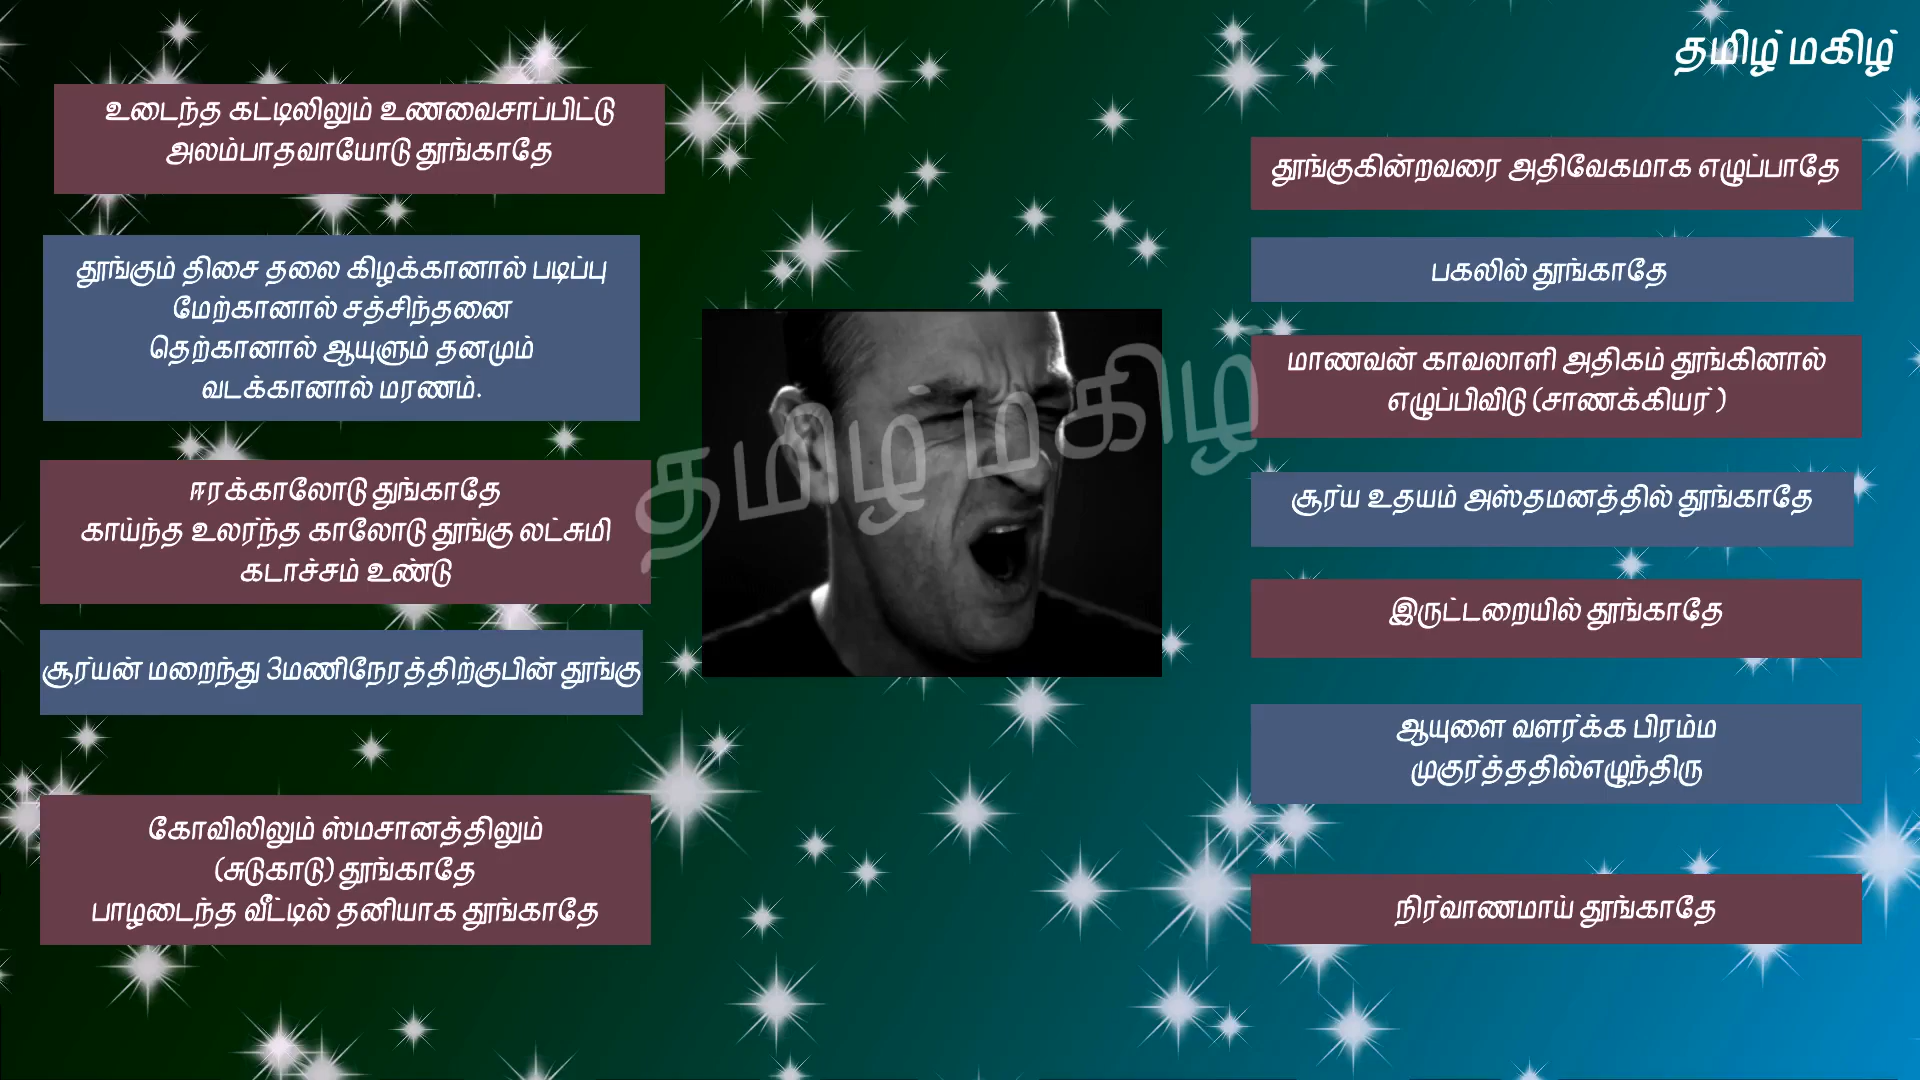 தமிழ் மகிழ்
உடைந்த கட்டிலிலும் உணவைசாப்பிட்டு
அலம்பாதவாயோடு தூங்காதே
தூங்கும் திசை தலை கிழக்கானால் படிப்பு
மேற்கானால் சத்சிந்தனை
தெற்கானால் ஆயுளும் தனமும்
வடக்கானால் மரணம்.
ஈரக்காலோடு துங்காதே
காய்ந்த உலர்ந்த காலோடு தூங்கு லட்சுமி
கடாச்சம் உண்டு
சூர்யன் மறைந்து 3மணிநேரத்திற்குபின் தூங்கு
கோவிலிலும் ஸ்மசானத்திலும்
(சுடுகாடு) தூங்காதே
பாழடைந்த வீட்டில் தனியாக தூங்காதே
தமிழ் மகிழ்
தூங்குகின்றவரை அதிவேகமாக எழுப்பாதே
பகலில் தூங்காதே
மாணவன் காவலாளி அதிகம் தூங்கினால்
எழுப்பிவிடு (சாணக்கியர் )
சூர்ய உதயம் அஸ்தமனத்தில் தூங்காதே
இருட்டறையில் தூங்காதே
ஆயுளை வளர்க்க பிரம்ம
முகுர்த்ததில்எழுந்திரு
நிர்வாணமாய் தூங்காதே